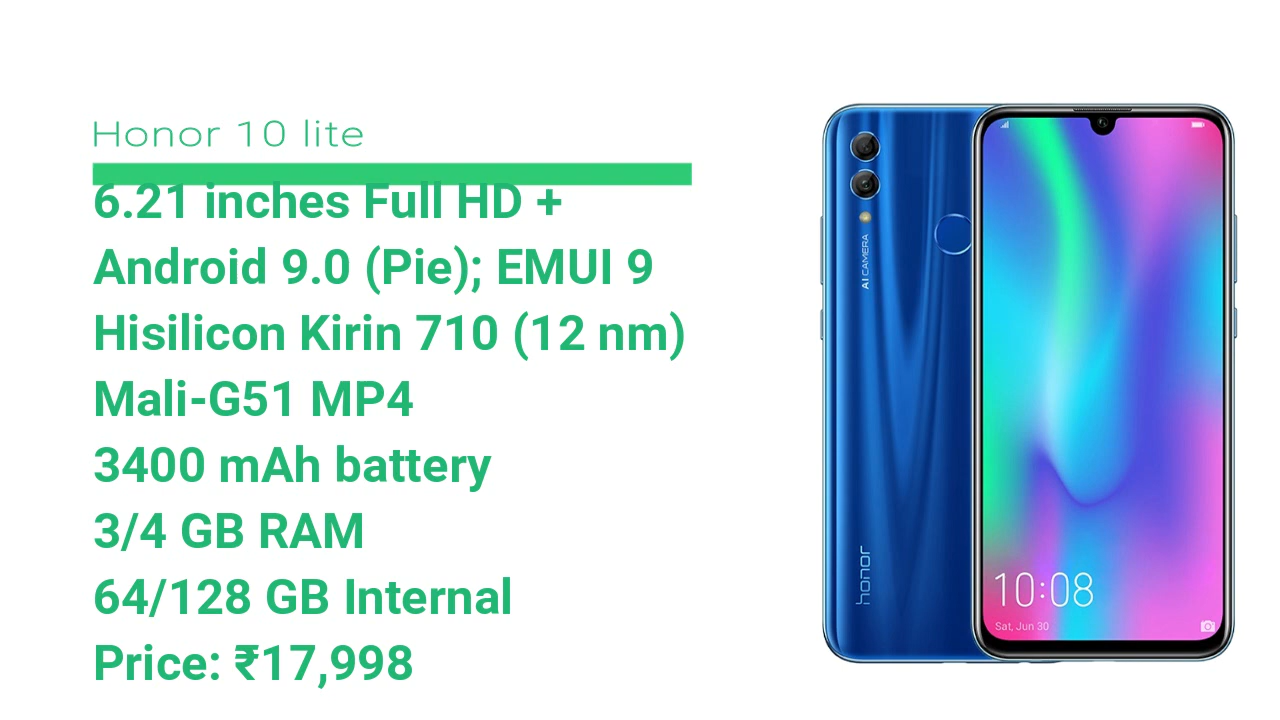 Honor 10 lite
6.21 inches Full HD +
Android 9.0 (Pie); EMUI 9
Hisilicon Kirin 710 (12 nm)
Mali-G51 MP4
3400 mAh battery
3/4 GB RAM
64/128 GB Internal
Price: ₹17,998
AI CAMERA
honor
10:08
Sat, Jun 30